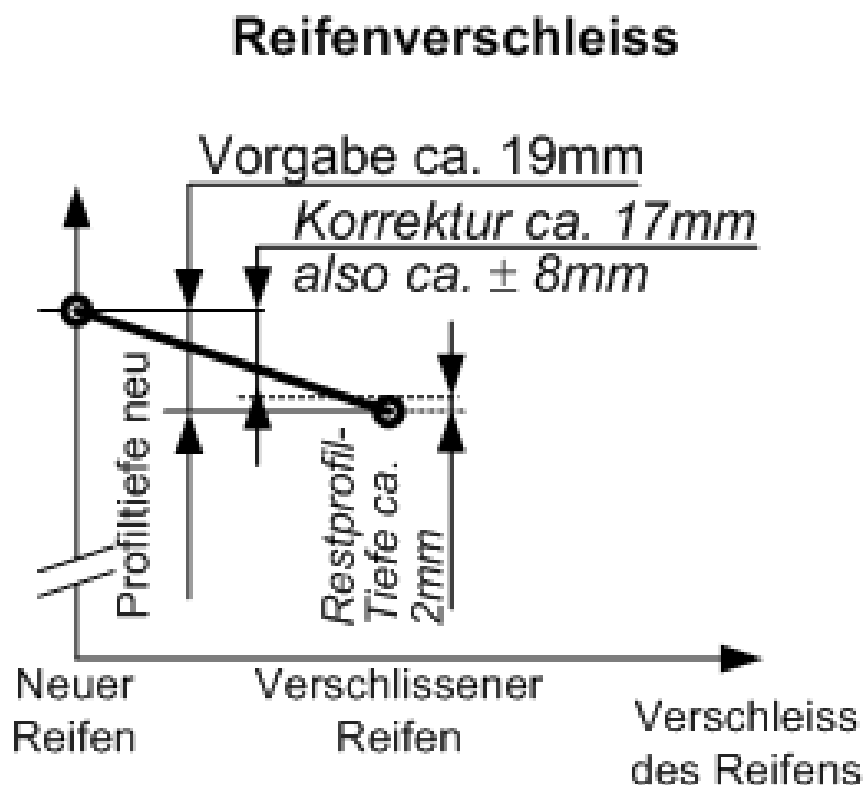 Reifenverschleiss
Vorgabe ca. 19mm
Korrektur ca. 17mm
also ca. ± 8mm
Profiltiefe neu
Restprofil-
Tiefe ca.
2mm
Neuer
Reifen
Verschlissener
Reifen
Verschleiss
des Reifens